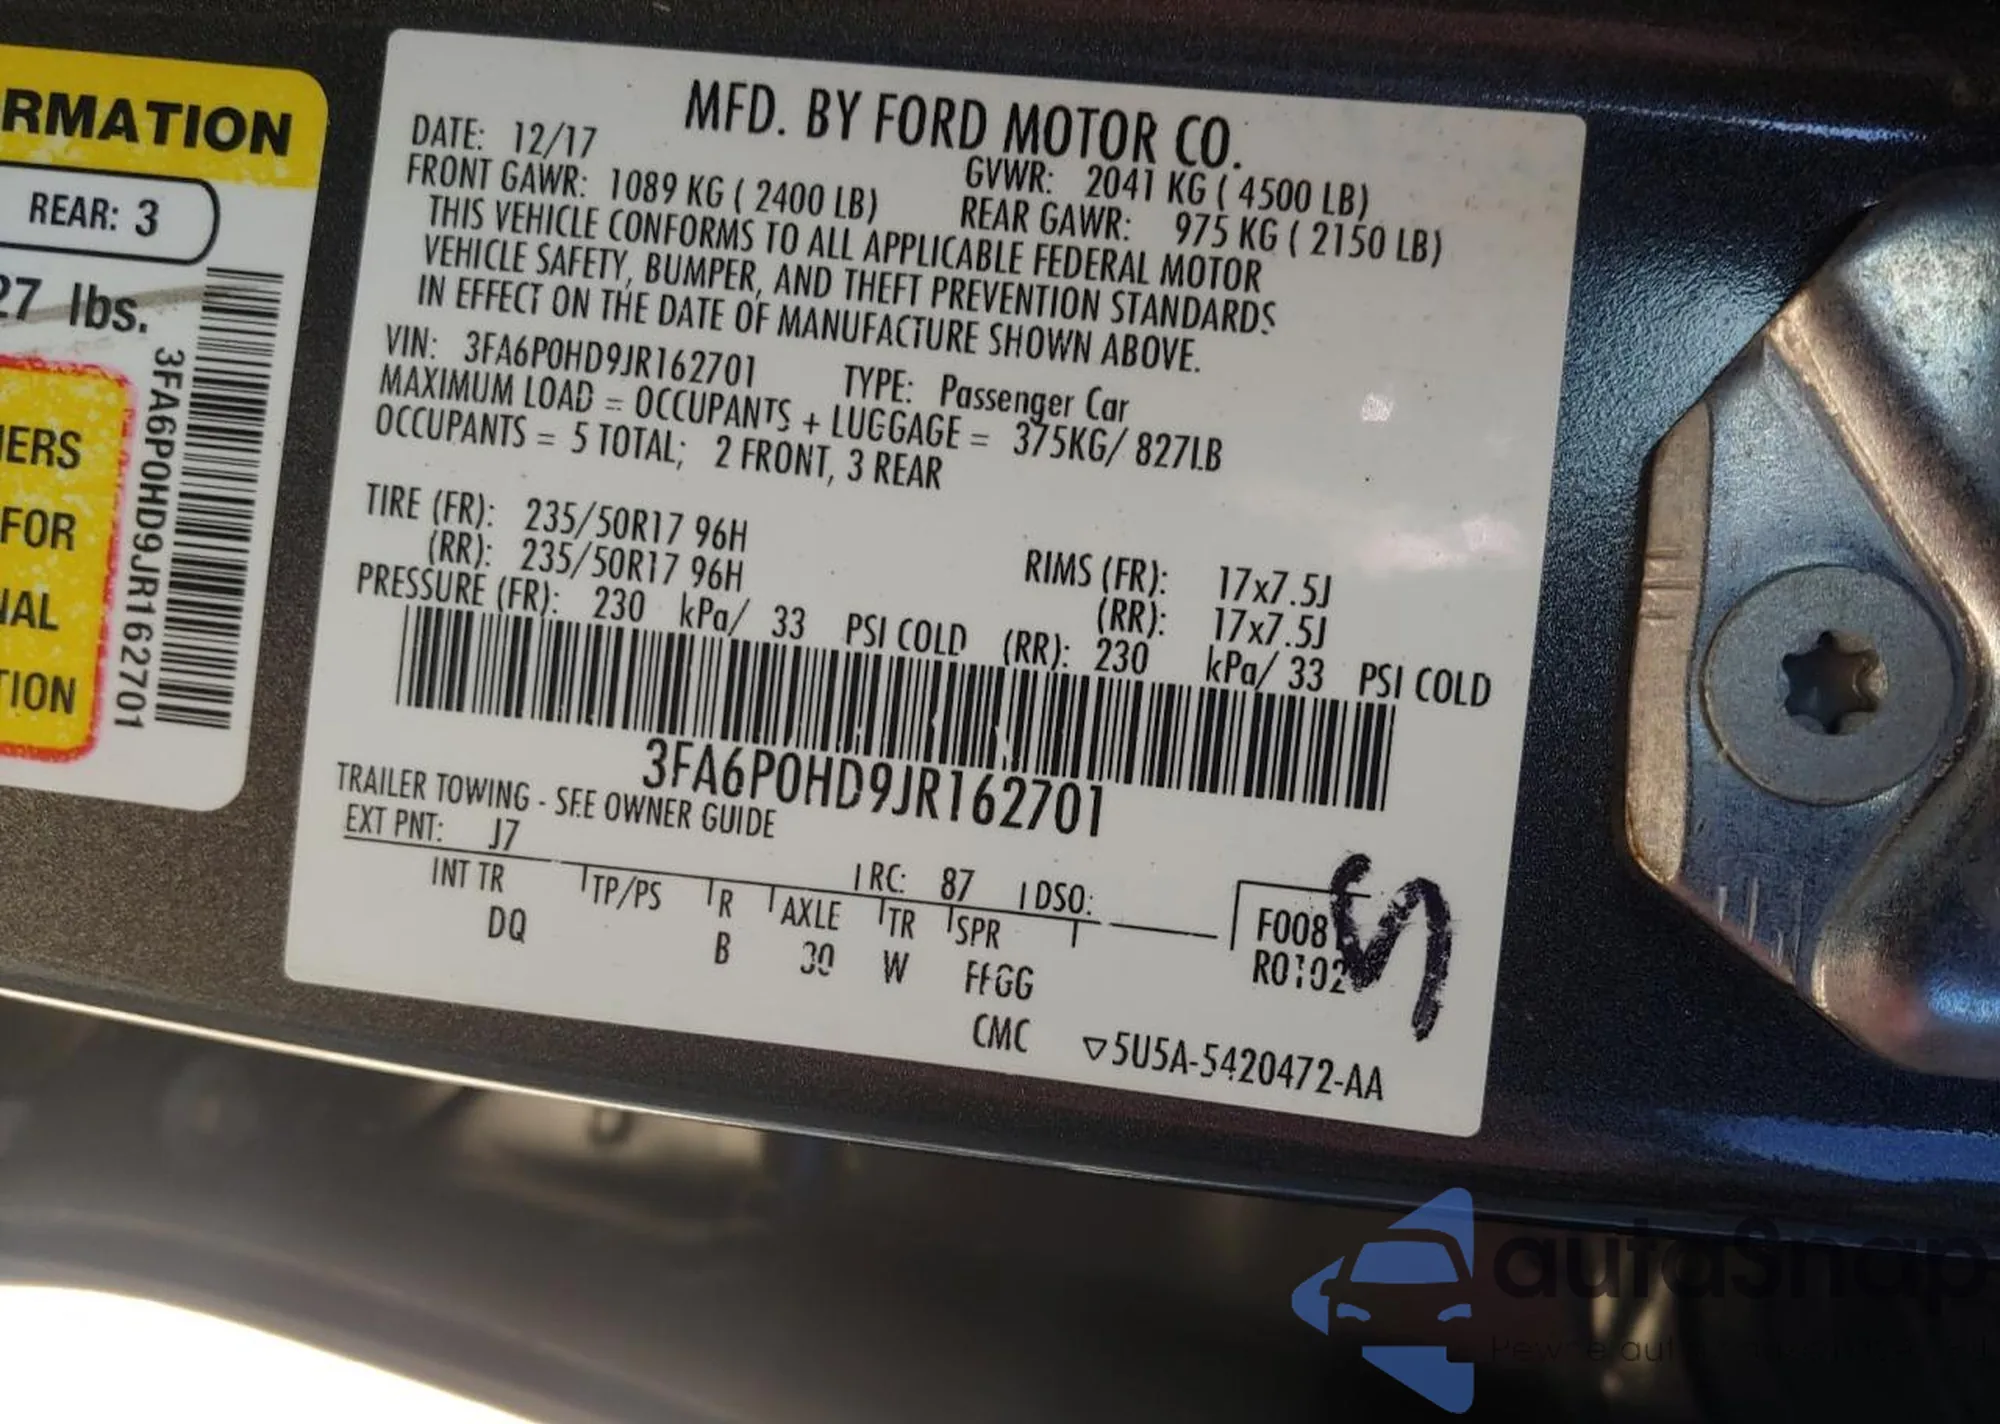 RMATION
REAR: 3
27 lbs.
IERS
FOR
TION
3FA6P0HD9JR162701
MFD. BY FORD MOTOR CO.
DATE: 12/17 GVWR: 2041 KG ( 4500 LB)
FRONT GAWR: 1089 KG ( 2400 LB) REAR GAWR: 975 KG ( 2150 LB)
THIS VEHICLE CONFORMS TO ALL APPLICABLE FEDERAL MOTOR
VEHICLE SAFETY, BUMPER, AND THEFT PREVENTION STANDARDS
IN EFFECT ON THE DATE OF MANUFACTURE SHOWN ABOVE.
VIN: 3FA6P0HD9JR162701 TYPE: Passenger Car
MAXIMUM LOAD = OCCUPANTS + LUGGAGE = 375KG/ 827LB
OCCUPANTS = 5 TOTAL; 2 FRONT, 3 REAR
TIRE (FR): 235/50R17 96H RIMS (FR): 17x7.5J
(RR): 235/50R17 96H (RR): 17x7.5J
PRESSURE (FR): 230 kPa/ 33 PSI COLD (RR): 230 kPa/ 33 PSI COLD
3FA6P0HD9JR162701
TRAILER TOWING - SEE OWNER GUIDE
EXT PNT: J7 RC: 87 DSO:
INT TR TP/PS R AXLE TR SPR
DQ B 30 W FFGG
CMC
F008
R0102
5U5A-5420472-AA
autoSnap